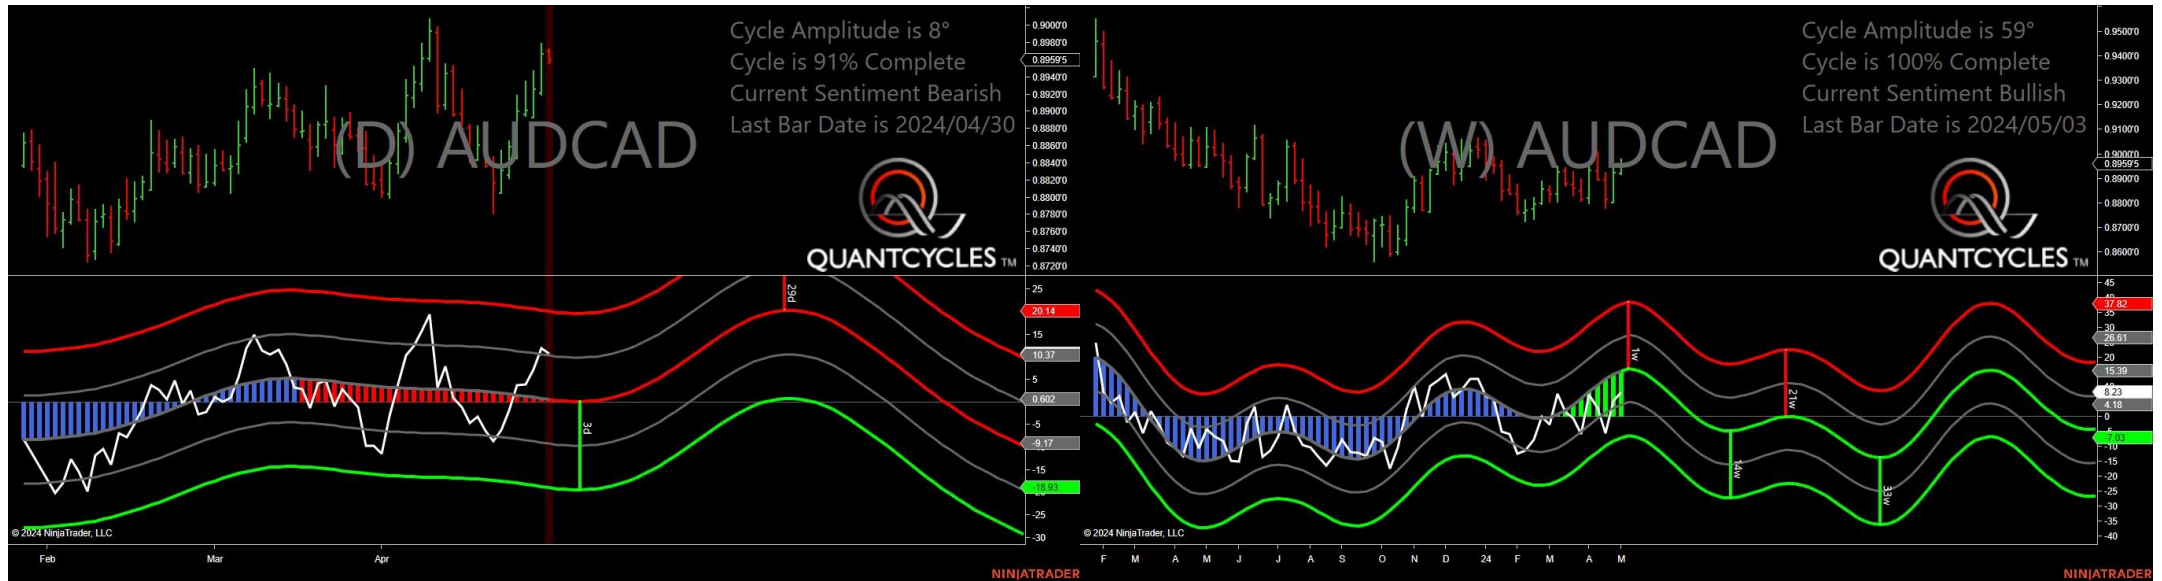 Cycle Amplitude is 8°
Cycle is 91% Complete
Current Sentiment Bearish
Last Bar Date is 2024/04/30
(D) AUDCAD
QUANTCYCLES TM
0.9000'0
0.8980'0
0.8959'5
0.8940'0
0.8920'0
0.8900'0
0.8880'0
0.8860'0
0.8840'0
0.8820'0
0.8800'0
0.8780'0
0.8760'0
0.8740'0
0.8720'0
29d
3d
25
20.14
15
10.37
5
0.602
-5
-9.17
-15
-18.93
-25
-30
© 2024 NinjaTrader, LLC
Feb Mar Apr
NINJATRADER
Cycle Amplitude is 59°
Cycle is 100% Complete
Current Sentiment Bullish
Last Bar Date is 2024/05/03
(W) AUDCAD
QUANTCYCLES TM
0.9500'0
0.9400'0
0.9300'0
0.9200'0
0.9100'0
0.9000'0
0.8959'5
0.8900'0
0.8800'0
0.8700'0
0.8600'0
1w
21w
14w
33w
45
37.82
35
30
26.61
20
15.39
8.23
4.18
0
-7.03
-10
-15
-20
-25
-30
-35
-40
© 2024 NinjaTrader, LLC
F M A M J J A S O N D 24 F M A M
NINJATRADER